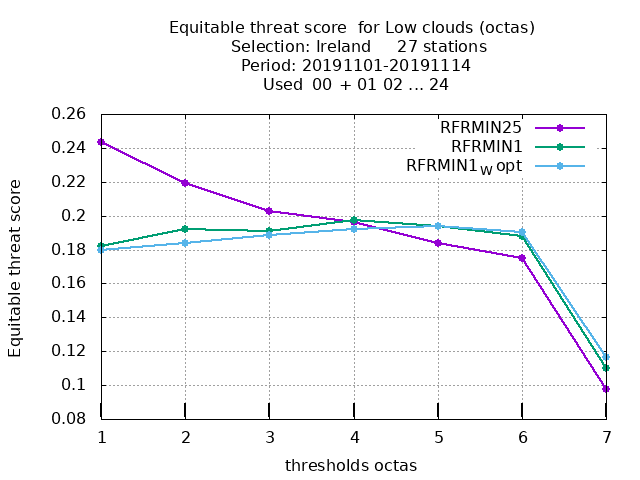 Equitable threat score for Low clouds (octas)
Selection: Ireland 27 stations
Period: 20191101-20191114
Used 00 + 01 02 ... 24
RFRMIN25
RFRMIN1
RFRMIN1W opt
Equitable threat score
0.26
0.24
0.22
0.2
0.18
0.16
0.14
0.12
0.1
0.08
1 2 3 4 5 6 7
thresholds octas